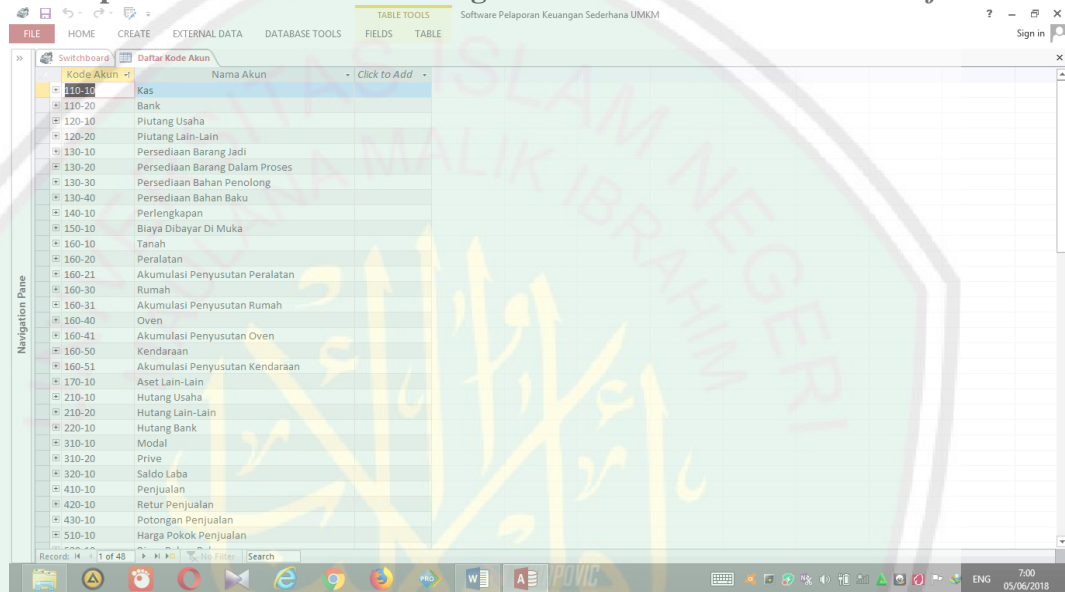 TABLE TOOLS Software Pelaporan Keuangan Sederhana UMKM
FILE HOME CREATE EXTERNAL DATA DATABASE TOOLS FIELDS TABLE Sign in
Switchboard Daftar Kode Akun
Kode Akun Nama Akun Click to Add
110-10 Kas
110-20 Bank
120-10 Piutang Usaha
120-20 Piutang Lain-Lain
130-10 Persediaan Barang Jadi
130-20 Persediaan Barang Dalam Proses
130-30 Persediaan Bahan Penolong
130-40 Persediaan Bahan Baku
140-10 Perlengkapan
150-10 Biaya Dibayar Di Muka
160-10 Tanah
160-20 Peralatan
160-21 Akumulasi Penyusutan Peralatan
160-30 Rumah
160-31 Akumulasi Penyusutan Rumah
160-40 Oven
160-41 Akumulasi Penyusutan Oven
160-50 Kendaraan
160-51 Akumulasi Penyusutan Kendaraan
170-10 Aset Lain-Lain
210-10 Hutang Usaha
210-20 Hutang Lain-Lain
220-10 Hutang Bank
310-10 Modal
310-20 Prive
320-10 Saldo Laba
410-10 Penjualan
420-10 Retur Penjualan
430-10 Potongan Penjualan
510-10 Harga Pokok Penjualan
Navigation Pane
Record: 1 of 48 No Filter Search
PRO ENG 7:00
05/06/2018
ISLAM NEGERI
MAULANA MALIK IBRAHIM